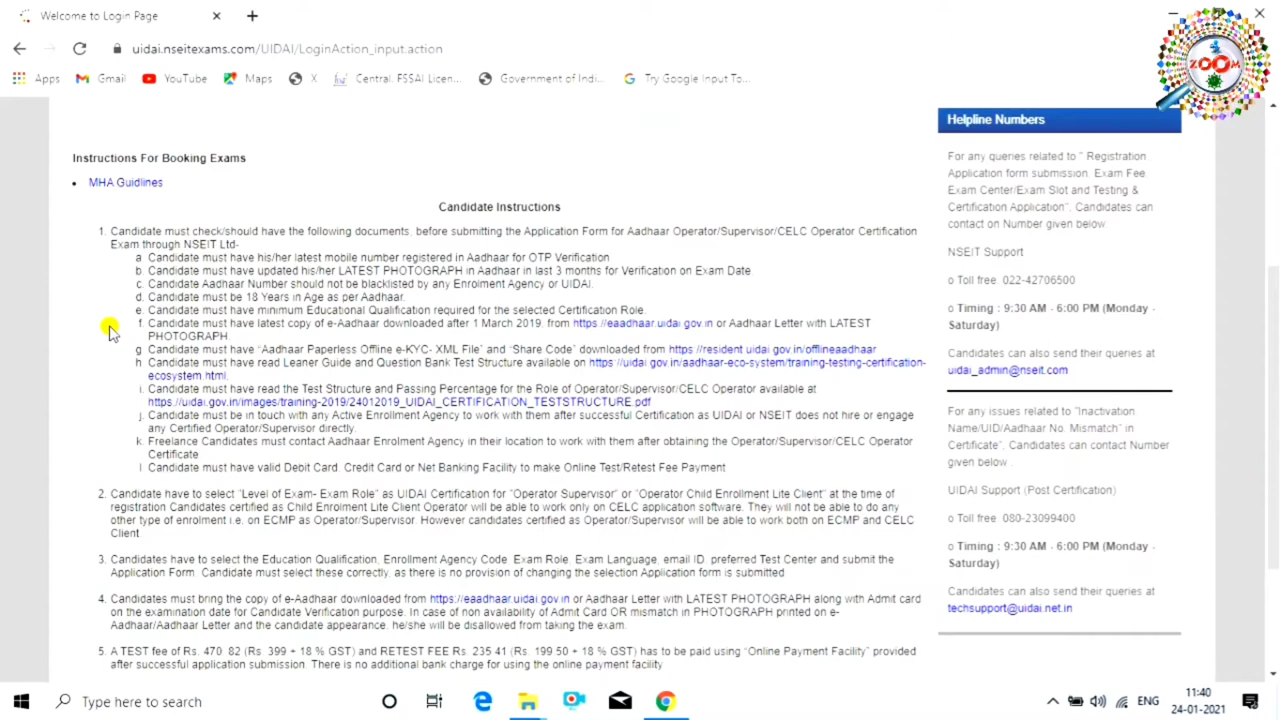 Welcome to Login Page
uidai.nseitexams.com/UIDAI/LoginAction_input.action
Apps Gmail YouTube Maps X Central. FSSAI Licen... Government of Indi... Try Google Input To...
ZOOM
Instructions For Booking Exams
MHA Guidlines
Candidate Instructions
1. Candidate must check/should have the following documents, before submitting the Application Form for Aadhaar Operator/Supervisor/CELC Operator Certification
Exam through NSEIT Ltd-
a Candidate must have his/her latest mobile number registered in Aadhaar for OTP Verification
b. Candidate must have updated his/her LATEST PHOTOGRAPH in Aadhaar in last 3 months for Verification on Exam Date.
c. Candidate Aadhaar Number should not be blacklisted by any Enrolment Agency or UIDAI.
d. Candidate must be 18 Years in Age as per Aadhaar.
e. Candidate must have minimum Educational Qualification required for the selected Certification Role.
f. Candidate must have latest copy of e-Aadhaar downloaded after 1 March 2019. from https://eaadhaar.uidai.gov.in or Aadhaar Letter with LATEST
PHOTOGRAPH.
g Candidate must have "Aadhaar Paperless Offline e-KYC- XML File" and "Share Code" downloaded from https://resident.uidai.gov.in/offlineaadhaar
h Candidate must have read Leaner Guide and Question Bank Test Structure available on https://uidai.gov.in/aadhaar-eco-system/training-testing-certification-
ecosystem.html.
i. Candidate must have read the Test Structure and Passing Percentage for the Role of Operator/Supervisor/CELC Operator available at
https://uidai.gov.in/images/training-2019/24012019_UIDAI_CERTIFICATION_TESTSTRUCTURE.pdf
j. Candidate must be in touch with any Active Enrollment Agency to work with them after successful Certification as UIDAI or NSEIT does not hire or engage
any Certified Operator/Supervisor directly.
k. Freelance Candidates must contact Aadhaar Enrolment Agency in their location to work with them after obtaining the Operator/Supervisor/CELC Operator
Certificate
l Candidate must have valid Debit Card, Credit Card or Net Banking Facility to make Online Test/Retest Fee Payment
2. Candidate have to select "Level of Exam- Exam Role" as UIDAI Certification for "Operator Supervisor" or "Operator Child Enrollment Lite Client" at the time of
registration Candidates certified as Child Enrolment Lite Client Operator will be able to work only on CELC application software. They will not be able to do any
other type of enrolment i.e. on ECMP as Operator/Supervisor. However candidates certified as Operator/Supervisor will be able to work both on ECMP and CELC
Client
3. Candidates have to select the Education Qualification, Enrollment Agency Code Exam Role, Exam Language, email ID, preferred Test Center and submit the
Application Form. Candidate must select these correctly, as there is no provision of changing the selection Application form is submitted
4. Candidates must bring the copy of e-Aadhaar downloaded from https://eaadhaar.uidai.gov.in or Aadhaar Letter with LATEST PHOTOGRAPH along with Admit card
on the examination date for Candidate Verification purpose. In case of non availability of Admit Card OR mismatch in PHOTOGRAPH printed on e-
Aadhaar/Aadhaar Letter and the candidate appearance, he/she will be disallowed from taking the exam.
5. A TEST fee of Rs. 470.82 (Rs. 399 + 18 % GST) and RETEST FEE Rs. 235.41 (Rs. 199.50 + 18 % GST) has to be paid using "Online Payment Facility" provided
after successful application submission. There is no additional bank charge for using the online payment facility
Helpline Numbers
For any queries related to " Registration,
Application form submission, Exam Fee,
Exam Center/Exam Slot and Testing &
Certification Application", Candidates can
contact on Number given below
NSEIT Support
o Toll free 022-42706500
o Timing : 9:30 AM - 6:00 PM (Monday -
Saturday)
Candidates can also send their queries at
uidai_admin@nseit.com
For any issues related to "Inactivation
Name/UID/Aadhar No. Mismatch" in
Certificate", Candidates can contact Number
given below .
UIDAI Support (Post Certification)
o Toll free 080-23099400
o Timing : 9:30 AM - 6:00 PM (Monday -
Saturday)
Candidates can also send their queries at
techsupport@uidai.net.in
Type here to search
ENG
11:40
24-01-2021